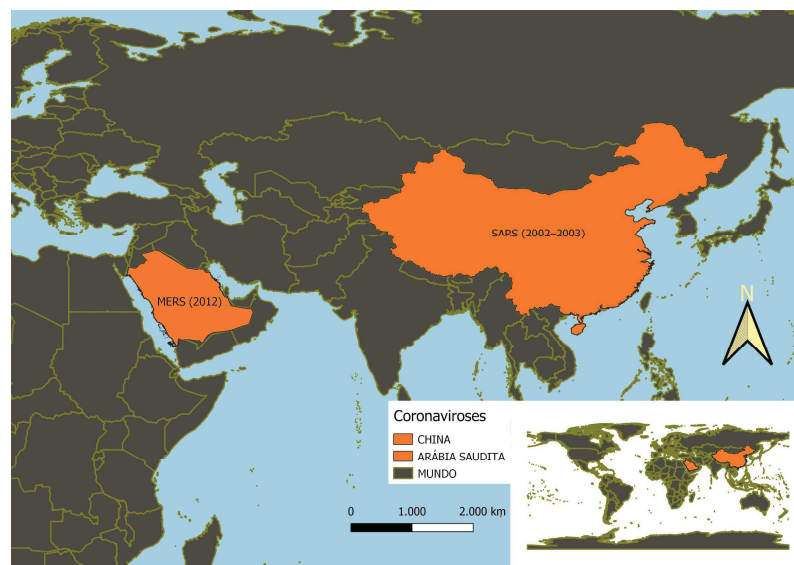 SARS (2002–2003)
MERS (2012)
N
Coronaviroses
CHINA
ARÁBIA SAUDITA
MUNDO
0 1.000 2.000 km